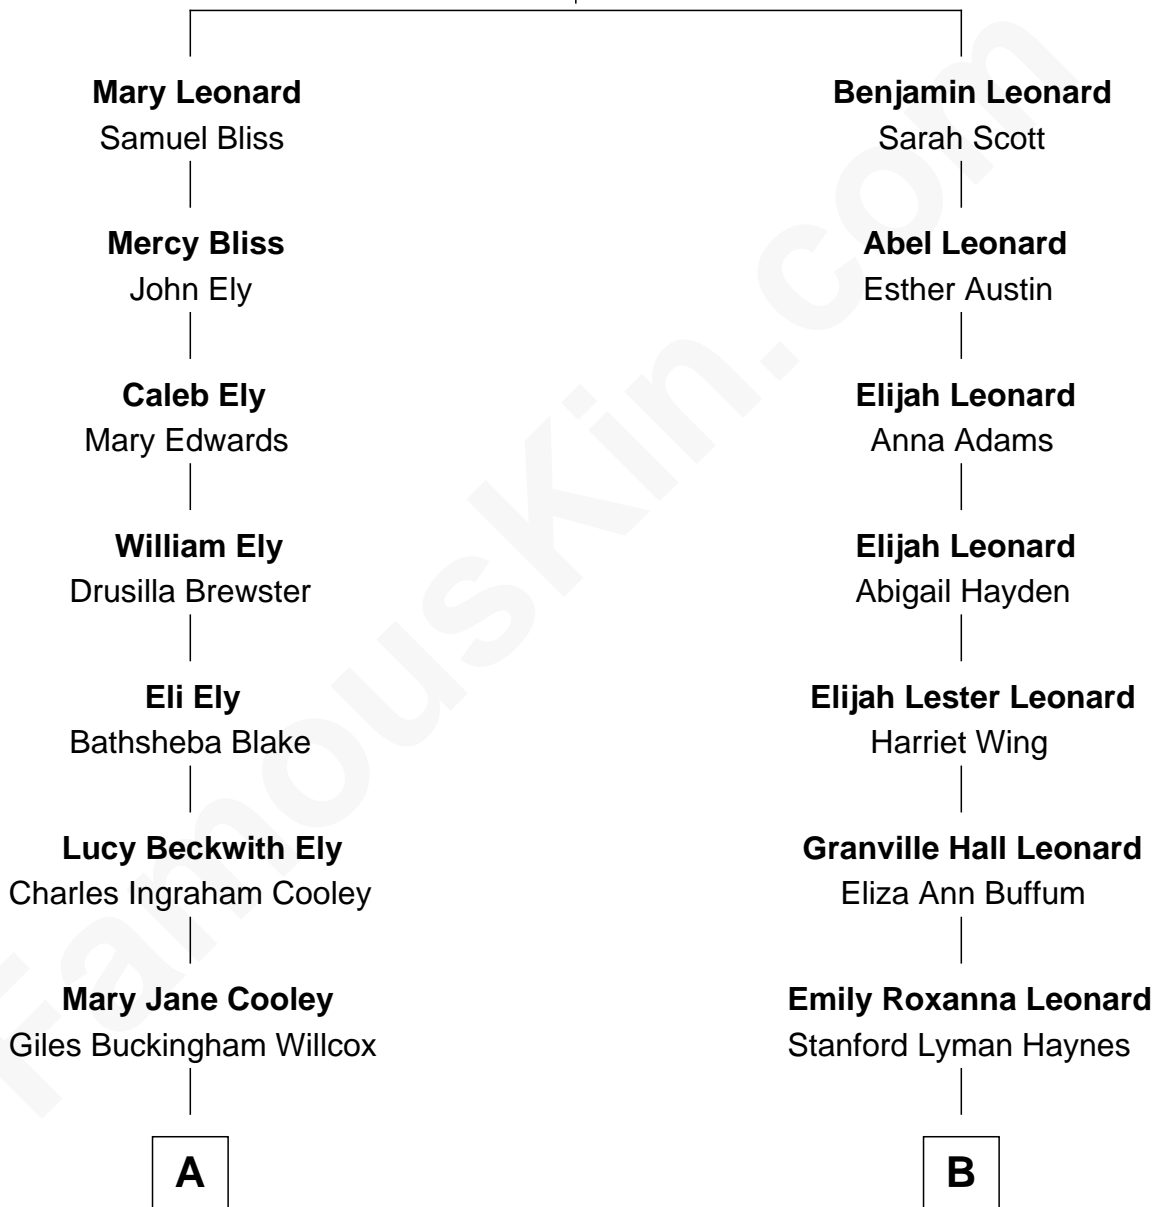 Mary Leonard
Samuel Bliss
Mercy Bliss
John Ely
Caleb Ely
Mary Edwards
William Ely
Drusilla Brewster
Eli Ely
Bathsheba Blake
Lucy Beckwith Ely
Charles Ingraham Cooley
Mary Jane Cooley
Giles Buckingham Willcox
A
Benjamin Leonard
Sarah Scott
Abel Leonard
Esther Austin
Elijah Leonard
Anna Adams
Elijah Leonard
Abigail Hayden
Elijah Lester Leonard
Harriet Wing
Granville Hall Leonard
Eliza Ann Buffum
Emily Roxanna Leonard
Stanford Lyman Haynes
B
FamousKin.com